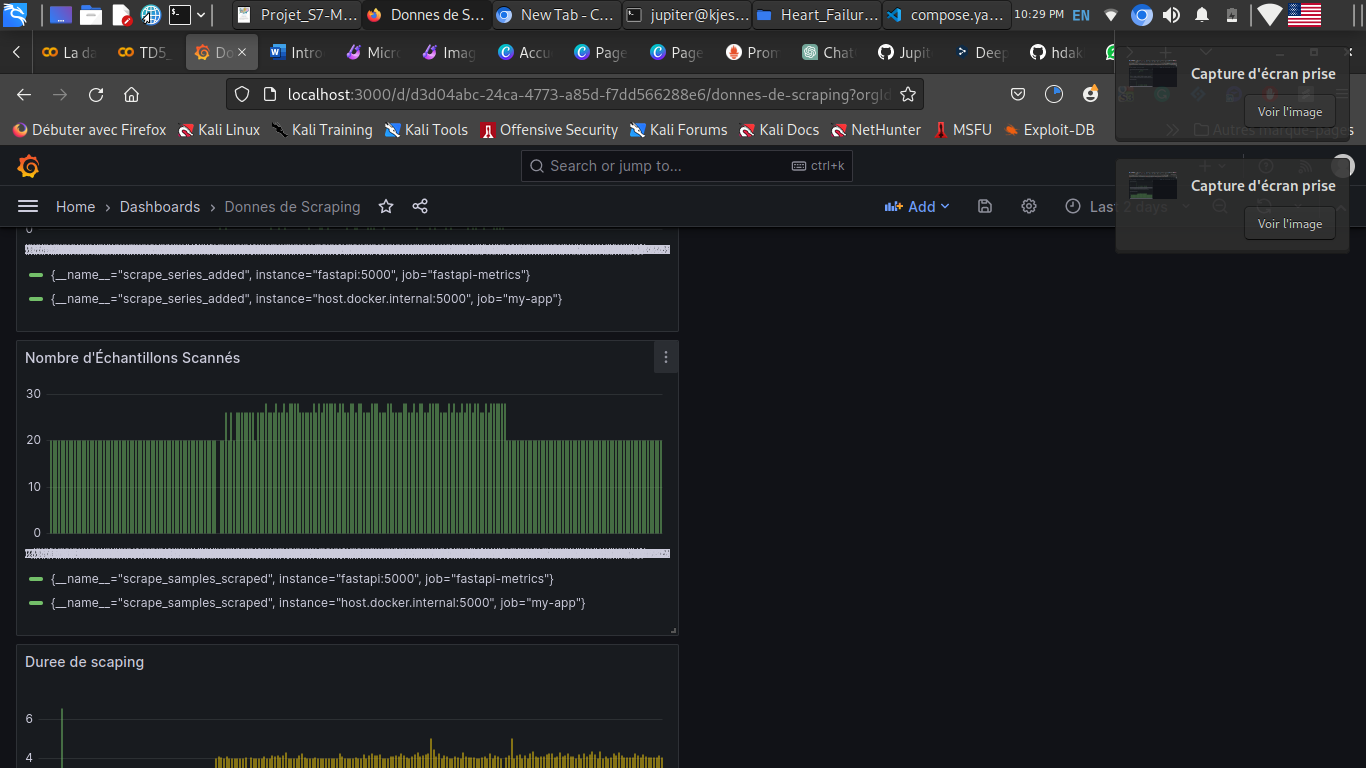 Projet_S7-M...
Donnes de S...
New Tab - C...
jupiter@kjes...
Heart_Failur...
compose.ya...
10:29 PM
EN
La da
TD5_
Do
Intro
Micro
Imag
Accu
Page
Page
Prom
Chat
Jupit
Deep
hdak
localhost:3000/d/d3d04abc-24ca-4773-a85d-f7dd566288e6/donnes-de-scraping?orgId
Capture d'écran prise
Voir l'image
Débuter avec Firefox
Kali Linux
Kali Training
Kali Tools
Offensive Security
Kali Forums
Kali Docs
NetHunter
MSFU
Exploit-DB
Autres marque-pages
Search or jump to...
ctrl+k
Capture d'écran prise
Voir l'image
Home › Dashboards › Donnes de Scraping
Add
Last 2 days
0
{__name__="scrape_series_added", instance="fastapi:5000", job="fastapi-metrics"}
{__name__="scrape_series_added", instance="host.docker.internal:5000", job="my-app"}
Nombre d'Échantillons Scannés
30
20
10
0
{__name__="scrape_samples_scraped", instance="fastapi:5000", job="fastapi-metrics"}
{__name__="scrape_samples_scraped", instance="host.docker.internal:5000", job="my-app"}
Duree de scaping
6
4